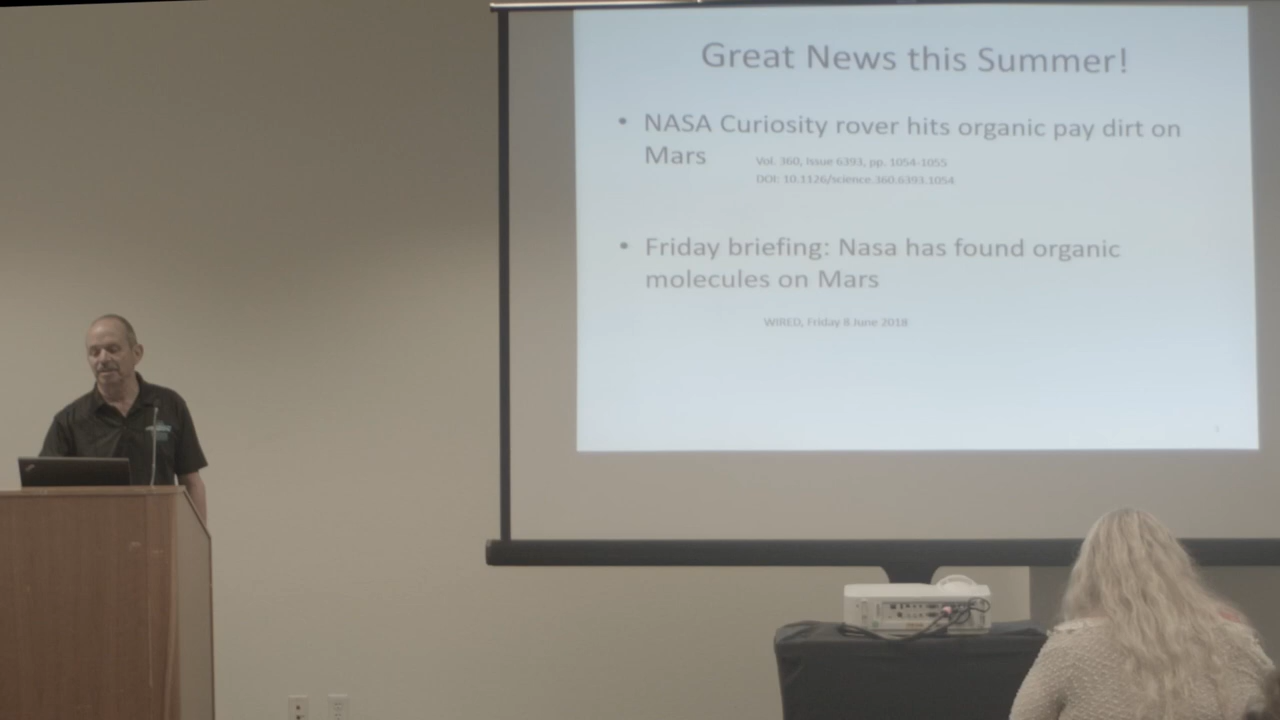 Great News this Summer!
• NASA Curiosity rover hits organic pay dirt on
Mars
Vol. 360, Issue 6393, pp. 1054-1055
DOI: 10.1126/science.360.6393.1054
• Friday briefing: Nasa has found organic
molecules on Mars
WIRED, Friday 8 June 2018